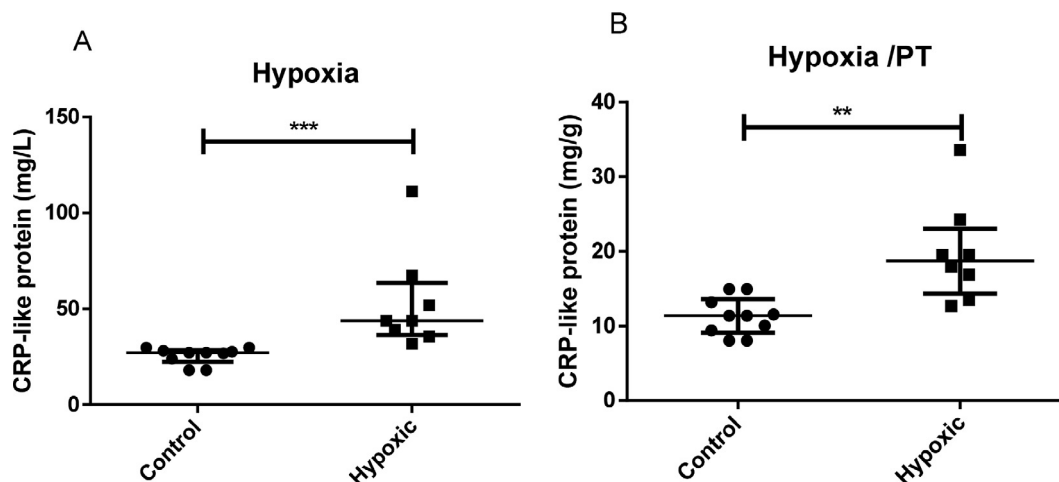 A
Hypoxia
CRP-like protein (mg/L)
150
100
50
0
***
Control
Hypoxic
B
Hypoxia /PT
CRP-like protein (mg/g)
40
30
20
10
0
**
Control
Hypoxic